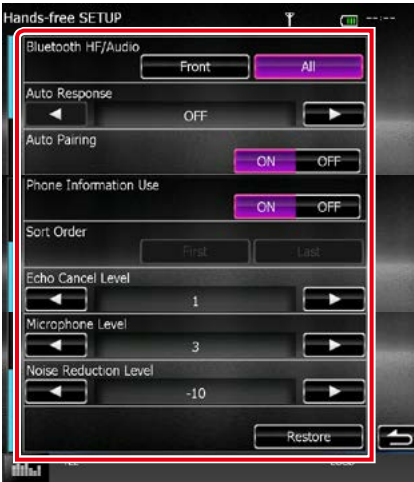 Hands-free SETUP
--:--
Bluetooth HF/Audio
Front All
Auto Response
OFF
Auto Pairing
ON OFF
Phone Information Use
ON OFF
Sort Order
First Last
Echo Cancel Level
1
Microphone Level
3
Noise Reduction Level
-10
Restore